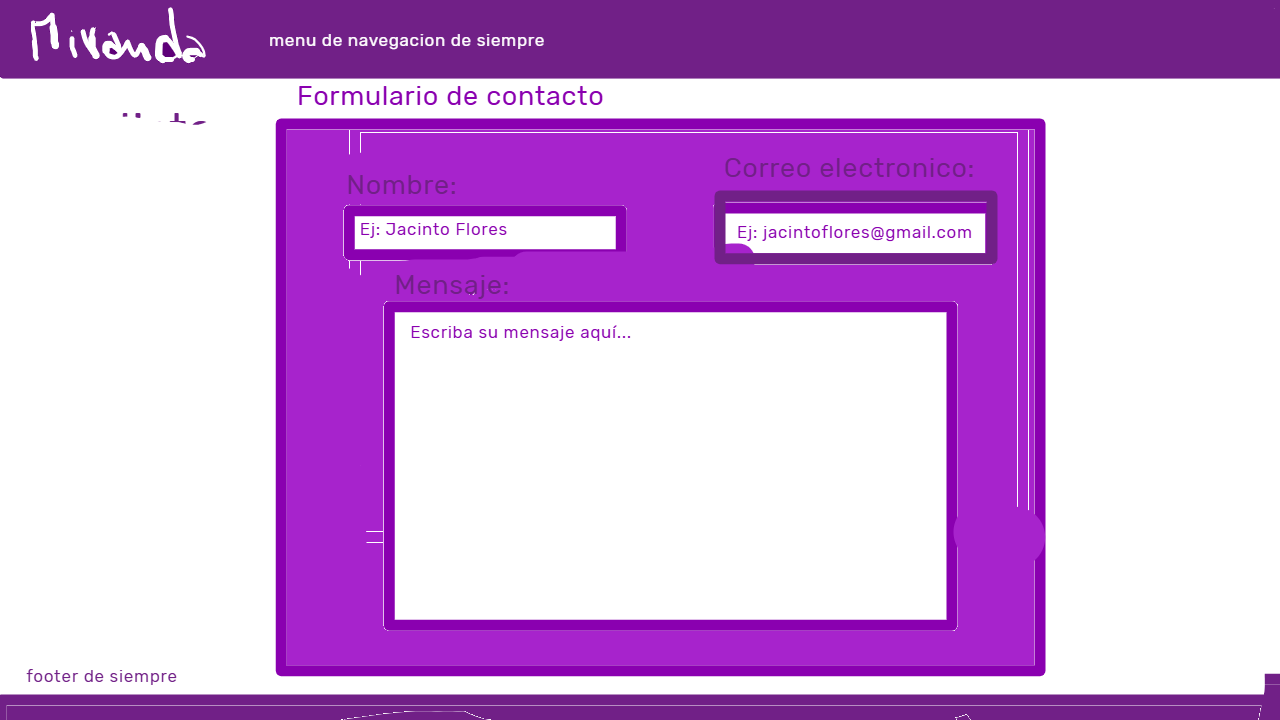 Miranda
menu de navegacion de siempre
Formulario de contacto
Nombre:
Correo electronico:
Ej: Jacinto Flores
Ej: jacintoflores@gmail.com
Mensaje:
Escriba su mensaje aquí...
footer de siempre